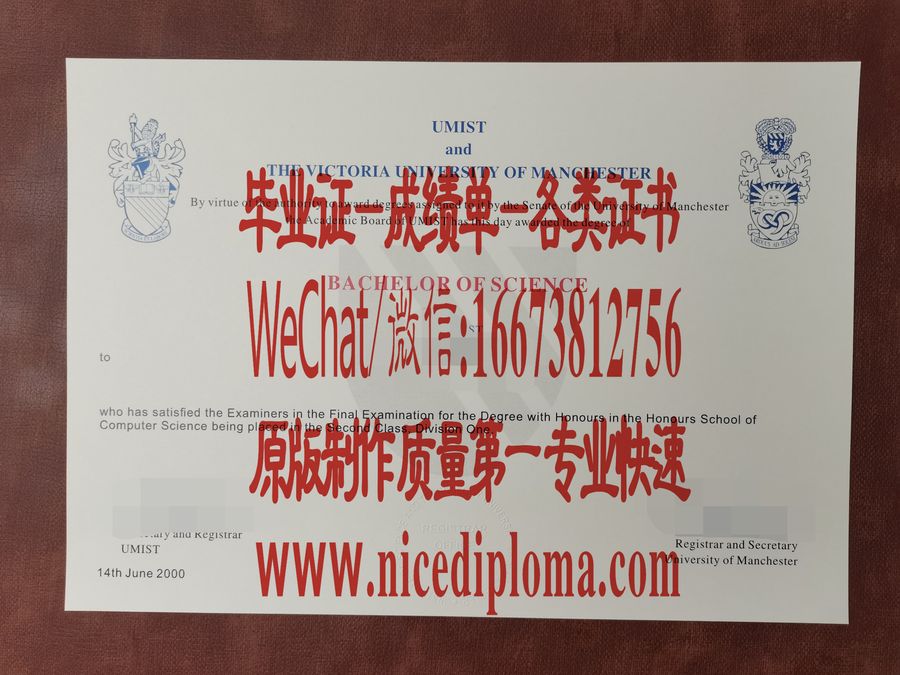 UMIST
and
THE VICTORIA UNIVERSITY OF MANCHESTER
By virtue of the authority to award degrees assigned to it by the Senate of the University of Manchester
the Academic Board of UMIST has this day awarded the degree of
毕业证—成绩单—各类证书
BACHELOR OF SCIENCE
WeChat/微信:16673812756
ST
to
who has satisfied the Examiners in the Final Examination for the Degree with Honours in the Honours School of
Computer Science being placed in the Second Class, Division One
原版制作质量第一专业快速
REGISTRAR
and Registrar
UMIST
Registrar and Secretary
University of Manchester
www.nicediploma.com
14th June 2000